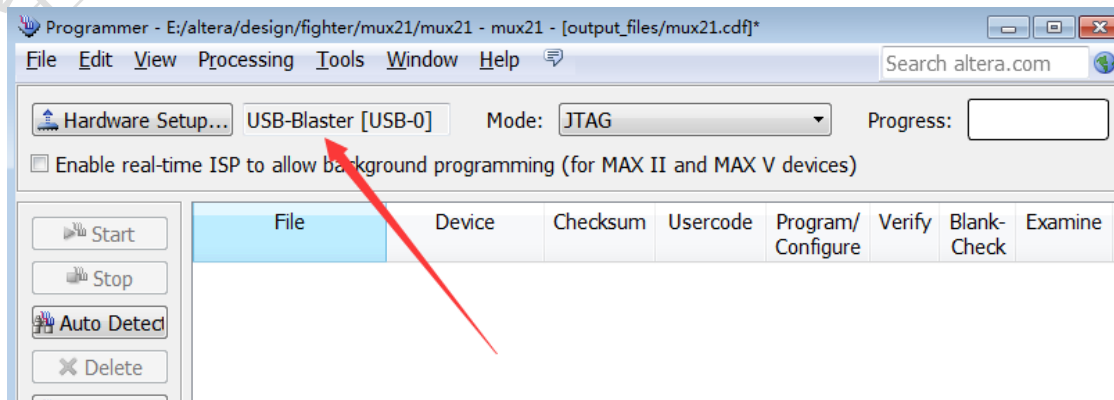 Programmer - E:/altera/design/fighter/mux21/mux21 - mux21 - [output_files/mux21.cdf]*
File Edit View Processing Tools Window Help Search altera.com
Hardware Setup... USB-Blaster [USB-0] Mode: JTAG Progress:
Enable real-time ISP to allow background programming (for MAX II and MAX V devices)
File Device Checksum Usercode Program/ Verify Blank- Examine
Configure Check
Start
Stop
Auto Detect
Delete